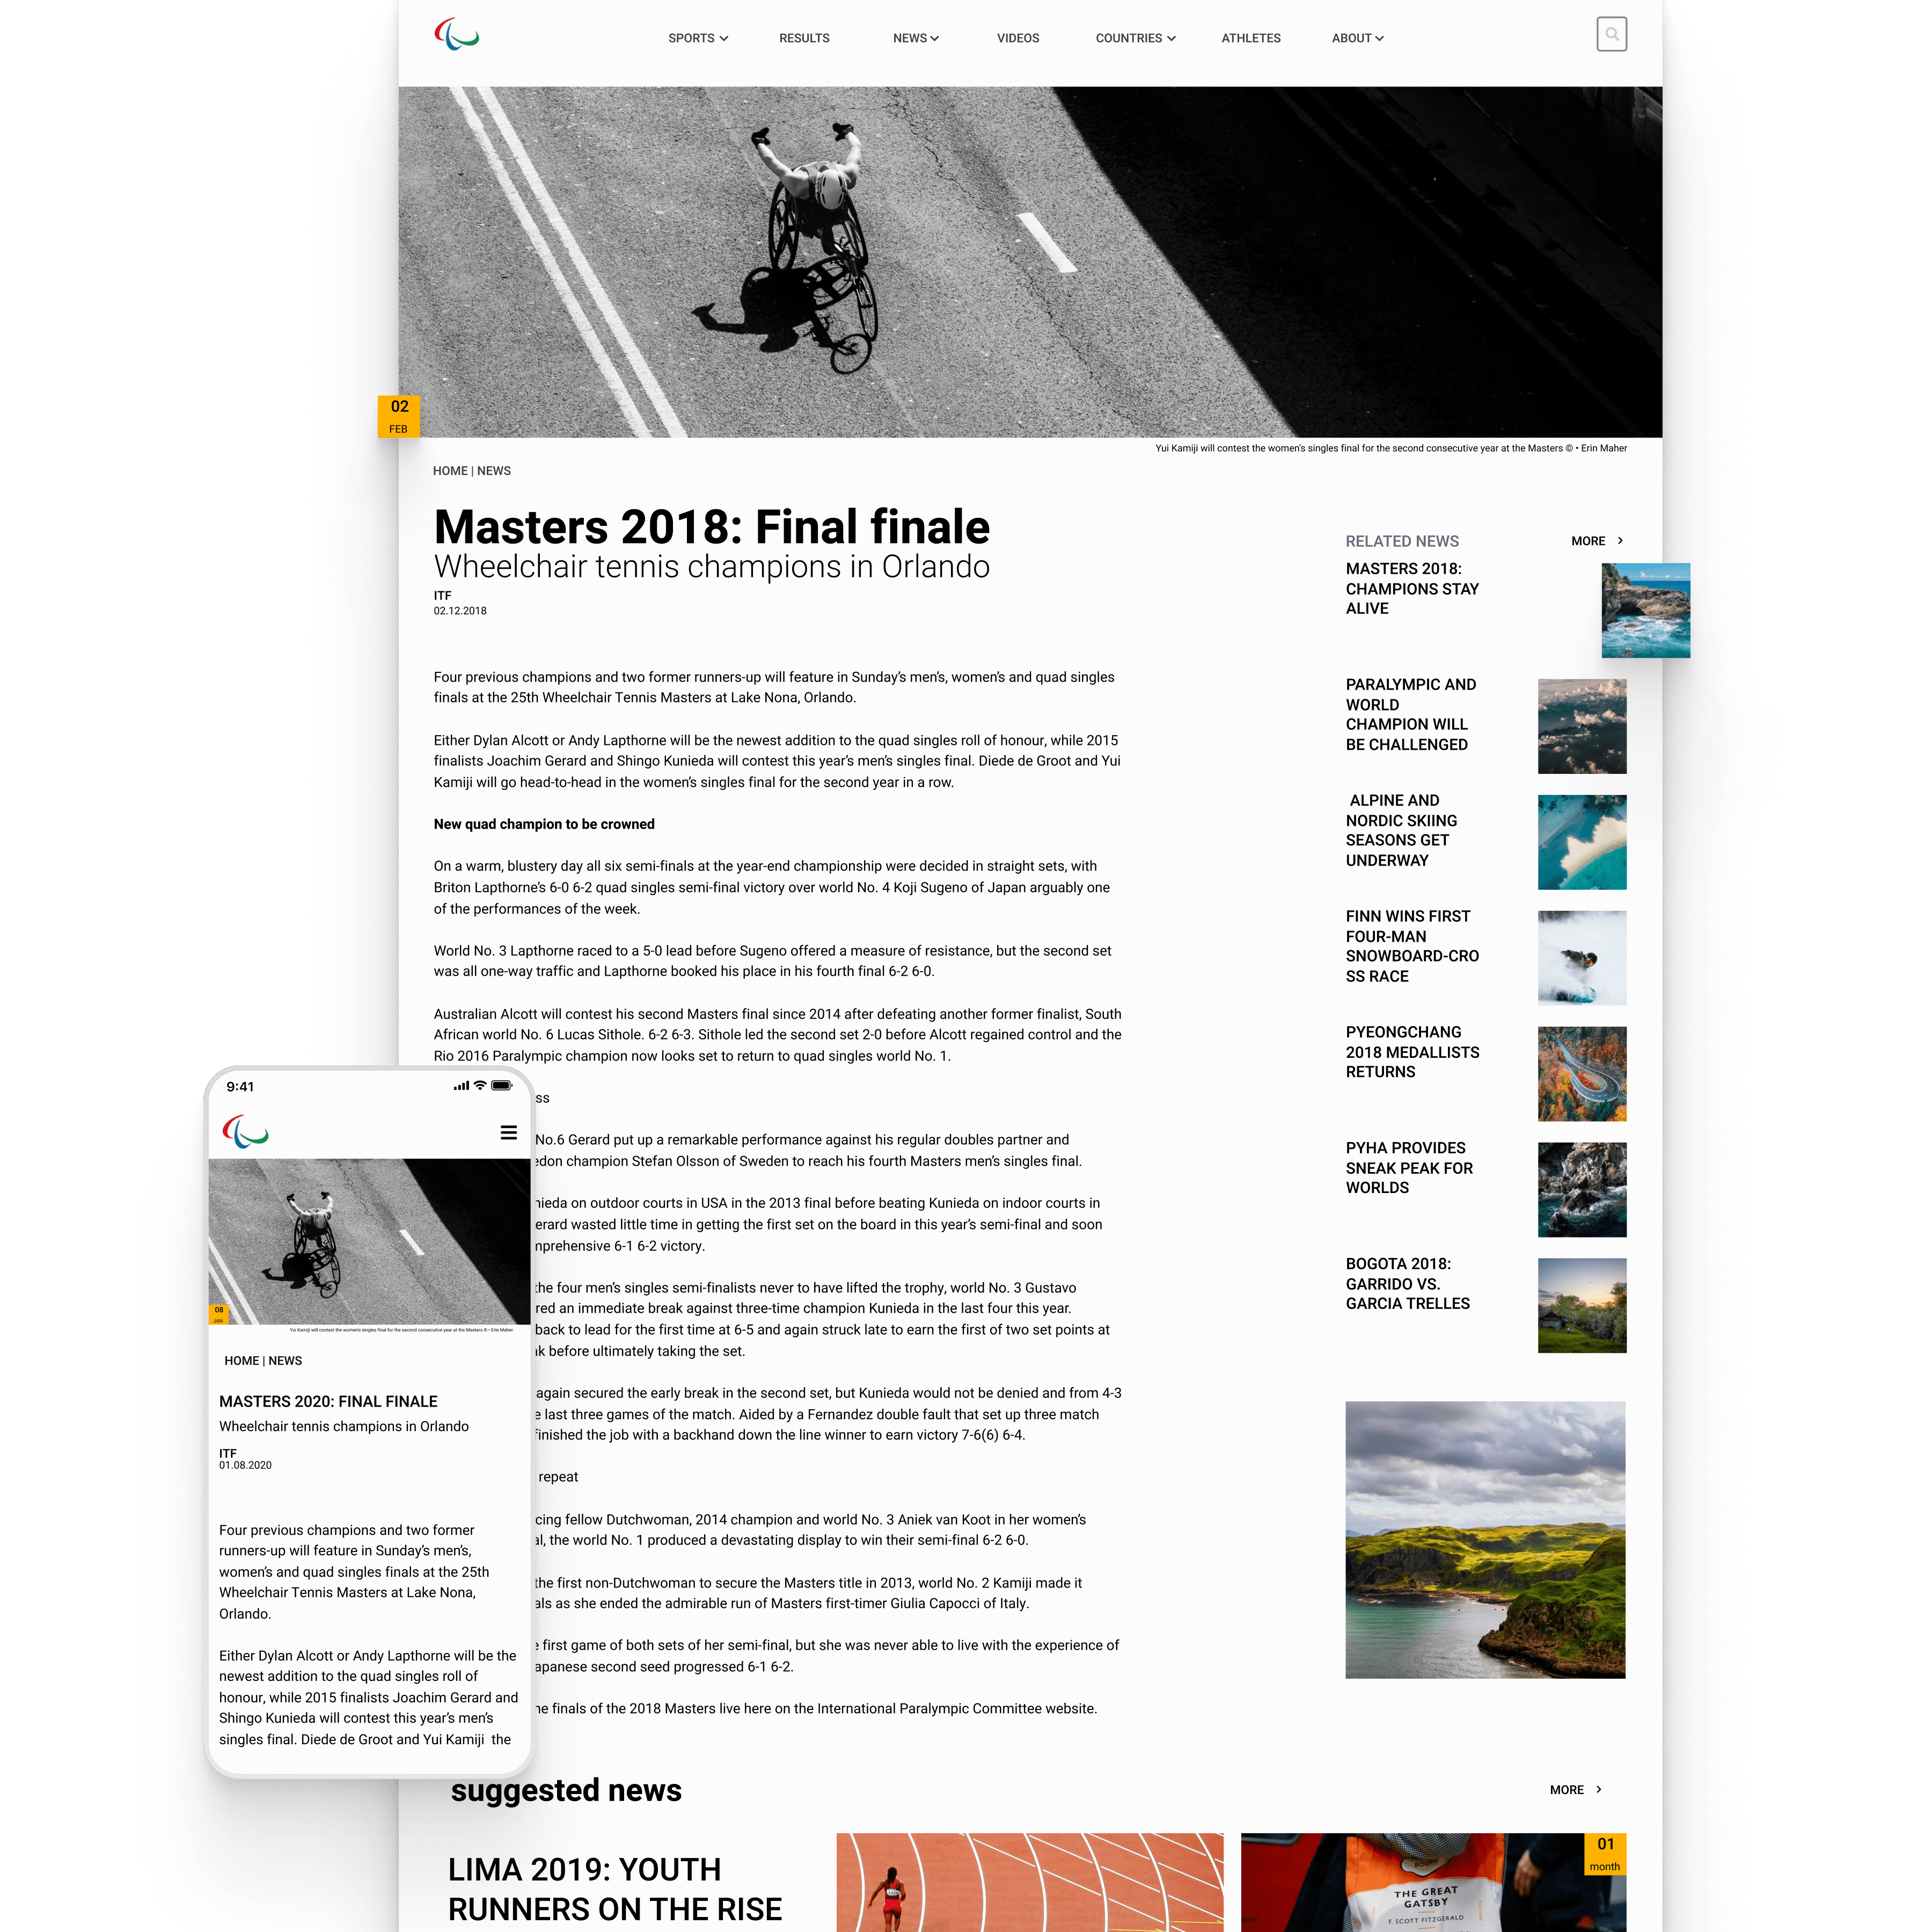 SPORTS RESULTS NEWS VIDEOS COUNTRIES ATHLETES ABOUT
02
FEB
Yui Kamiji will contest the women's singles final for the second consecutive year at the Masters © • Erin Maher
HOME | NEWS
Masters 2018: Final finale
Wheelchair tennis champions in Orlando
ITF
02.12.2018
Four previous champions and two former runners-up will feature in Sunday's men's, women's and quad singles
finals at the 25th Wheelchair Tennis Masters at Lake Nona, Orlando.
Either Dylan Alcott or Andy Lapthorne will be the newest addition to the quad singles roll of honour, while 2015
finalists Joachim Gerard and Shingo Kunieda will contest this year's men's singles final. Diede de Groot and Yui
Kamiji will go head-to-head in the women's singles final for the second year in a row.
New quad champion to be crowned
On a warm, blustery day all six semi-finals at the year-end championship were decided in straight sets, with
Briton Lapthorne's 6-0 6-2 quad singles semi-final victory over world No. 4 Koji Sugeno of Japan arguably one
of the performances of the week.
World No. 3 Lapthorne raced to a 5-0 lead before Sugeno offered a measure of resistance, but the second set
was all one-way traffic and Lapthorne booked his place in his fourth final 6-2 6-0.
Australian Alcott will contest his second Masters final since 2014 after defeating another former finalist, South
African world No. 6 Lucas Sithole. 6-2 6-3. Sithole led the second set 2-0 before Alcott regained control and the
Rio 2016 Paralympic champion now looks set to return to quad singles world No. 1.
ss
No.6 Gerard put up a remarkable performance against his regular doubles partner and
edon champion Stefan Olsson of Sweden to reach his fourth Masters men's singles final.
nieda on outdoor courts in USA in the 2013 final before beating Kunieda on indoor courts in
erard wasted little time in getting the first set on the board in this year's semi-final and soon
mprehensive 6-1 6-2 victory.
the four men's singles semi-finalists never to have lifted the trophy, world No. 3 Gustavo
red an immediate break against three-time champion Kunieda in the last four this year.
back to lead for the first time at 6-5 and again struck late to earn the first of two set points at
k before ultimately taking the set.
again secured the early break in the second set, but Kunieda would not be denied and from 4-3
e last three games of the match. Aided by a Fernandez double fault that set up three match
finished the job with a backhand down the line winner to earn victory 7-6(6) 6-4.
repeat
cing fellow Dutchwoman, 2014 champion and world No. 3 Aniek van Koot in her women's
al, the world No. 1 produced a devastating display to win their semi-final 6-2 6-0.
the first non-Dutchwoman to secure the Masters title in 2013, world No. 2 Kamiji made it
als as she ended the admirable run of Masters first-timer Giulia Capocci of Italy.
e first game of both sets of her semi-final, but she was never able to live with the experience of
apanese second seed progressed 6-1 6-2.
he finals of the 2018 Masters live here on the International Paralympic Committee website.
RELATED NEWS MORE
MASTERS 2018:
CHAMPIONS STAY
ALIVE
PARALYMPIC AND
WORLD
CHAMPION WILL
BE CHALLENGED
ALPINE AND
NORDIC SKIING
SEASONS GET
UNDERWAY
FINN WINS FIRST
FOUR-MAN
SNOWBOARD-CRO
SS RACE
PYEONGCHANG
2018 MEDALLISTS
RETURNS
PYHA PROVIDES
SNEAK PEAK FOR
WORLDS
BOGOTA 2018:
GARRIDO VS.
GARCIA TRELLES
9:41
08
JAN
Yui Kamiji will contest the women's singles final for the second consecutive year at the Masters © • Erin Maher
HOME | NEWS
MASTERS 2020: FINAL FINALE
Wheelchair tennis champions in Orlando
ITF
01.08.2020
Four previous champions and two former
runners-up will feature in Sunday's men's,
women's and quad singles finals at the 25th
Wheelchair Tennis Masters at Lake Nona,
Orlando.
Either Dylan Alcott or Andy Lapthorne will be the
newest addition to the quad singles roll of
honour, while 2015 finalists Joachim Gerard and
Shingo Kunieda will contest this year's men's
singles final. Diede de Groot and Yui Kamiji the
suggested news MORE
LIMA 2019: YOUTH
RUNNERS ON THE RISE
01
month
THE GREAT
GATSBY
F. SCOTT FITZGERALD